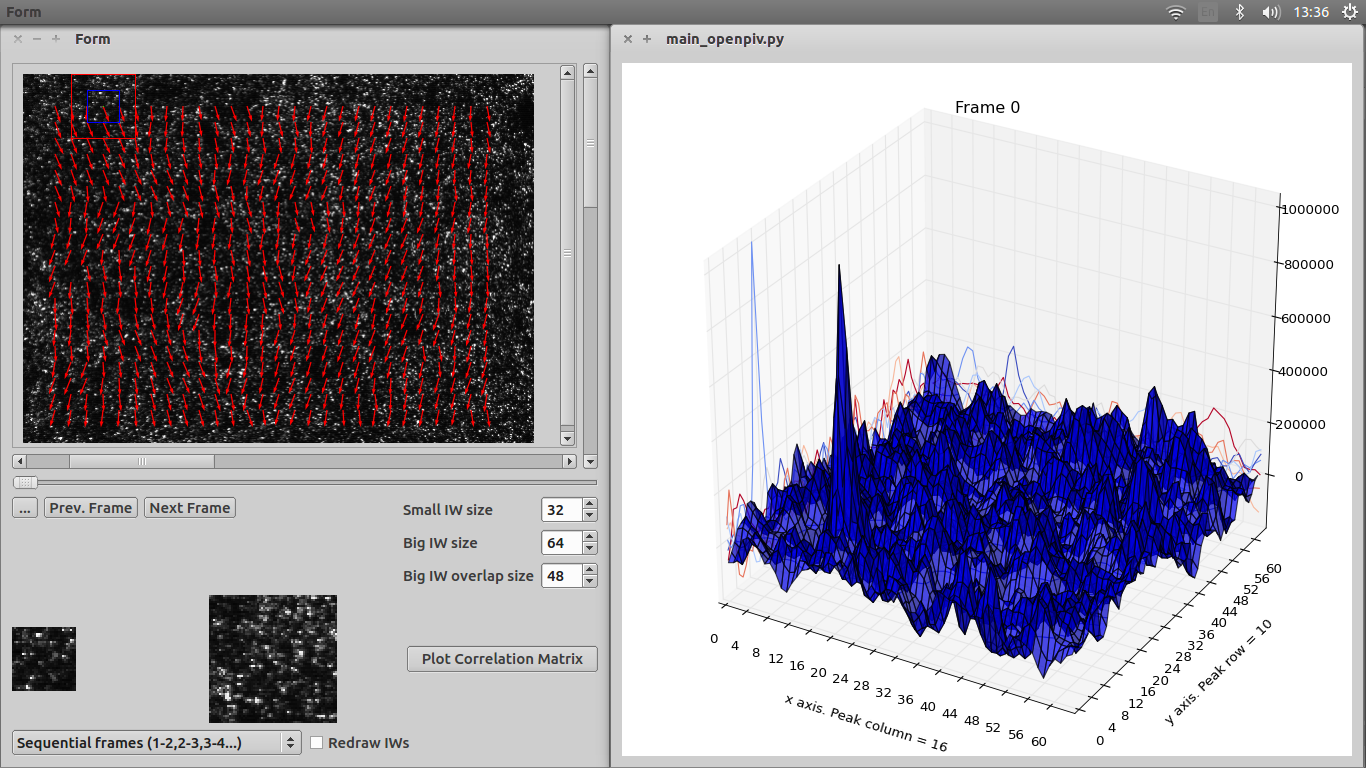 Form
En
13:36
Form
main_openpiv.py
...
Prev. Frame
Next Frame
Small IW size
32
Big IW size
64
Big IW overlap size
48
Plot Correlation Matrix
Sequential frames (1-2,2-3,3-4...)
Redraw IWs
Frame 0
1000000
800000
600000
400000
200000
0
0
4
8
12
16
20
24
28
32
36
40
44
48
52
56
60
x axis. Peak column = 16
0
4
8
12
16
20
24
28
32
36
40
44
48
52
56
60
y axis. Peak row = 10